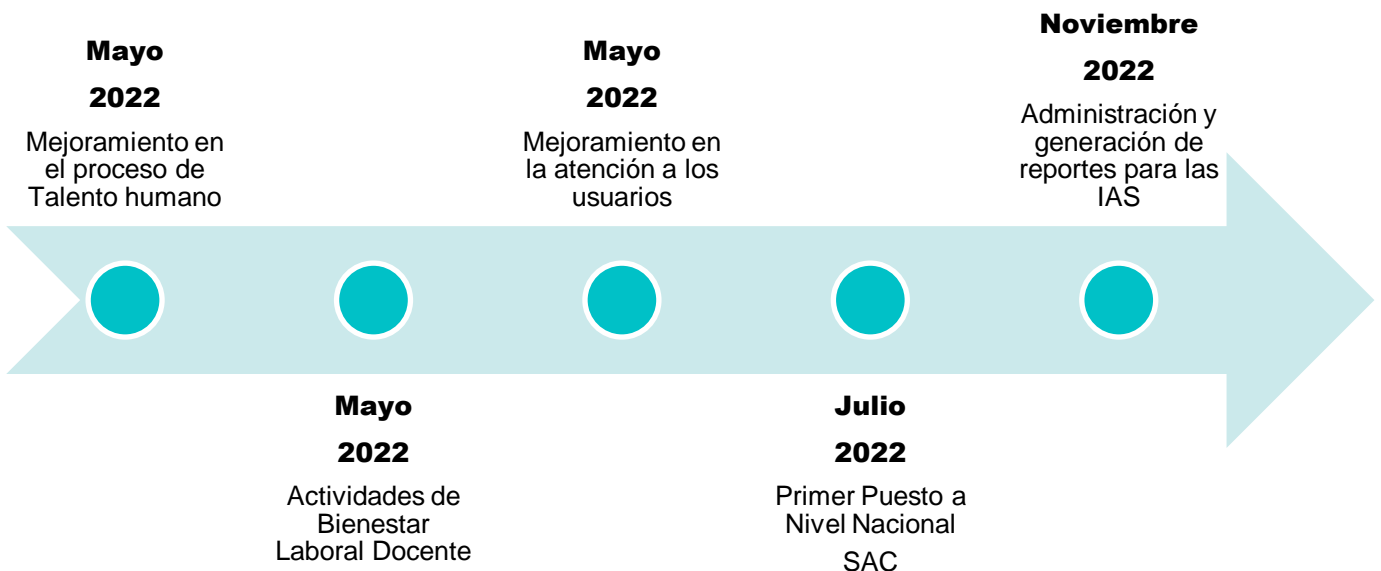 Mayo
2022
Mejoramiento en
el proceso de
Talento humano
Mayo
2022
Actividades de
Bienestar
Laboral Docente
Mayo
2022
Mejoramiento en
la atención a los
usuarios
Julio
2022
Primer Puesto a
Nivel Nacional
SAC
Noviembre
2022
Administración y
generación de
reportes para las
IAS